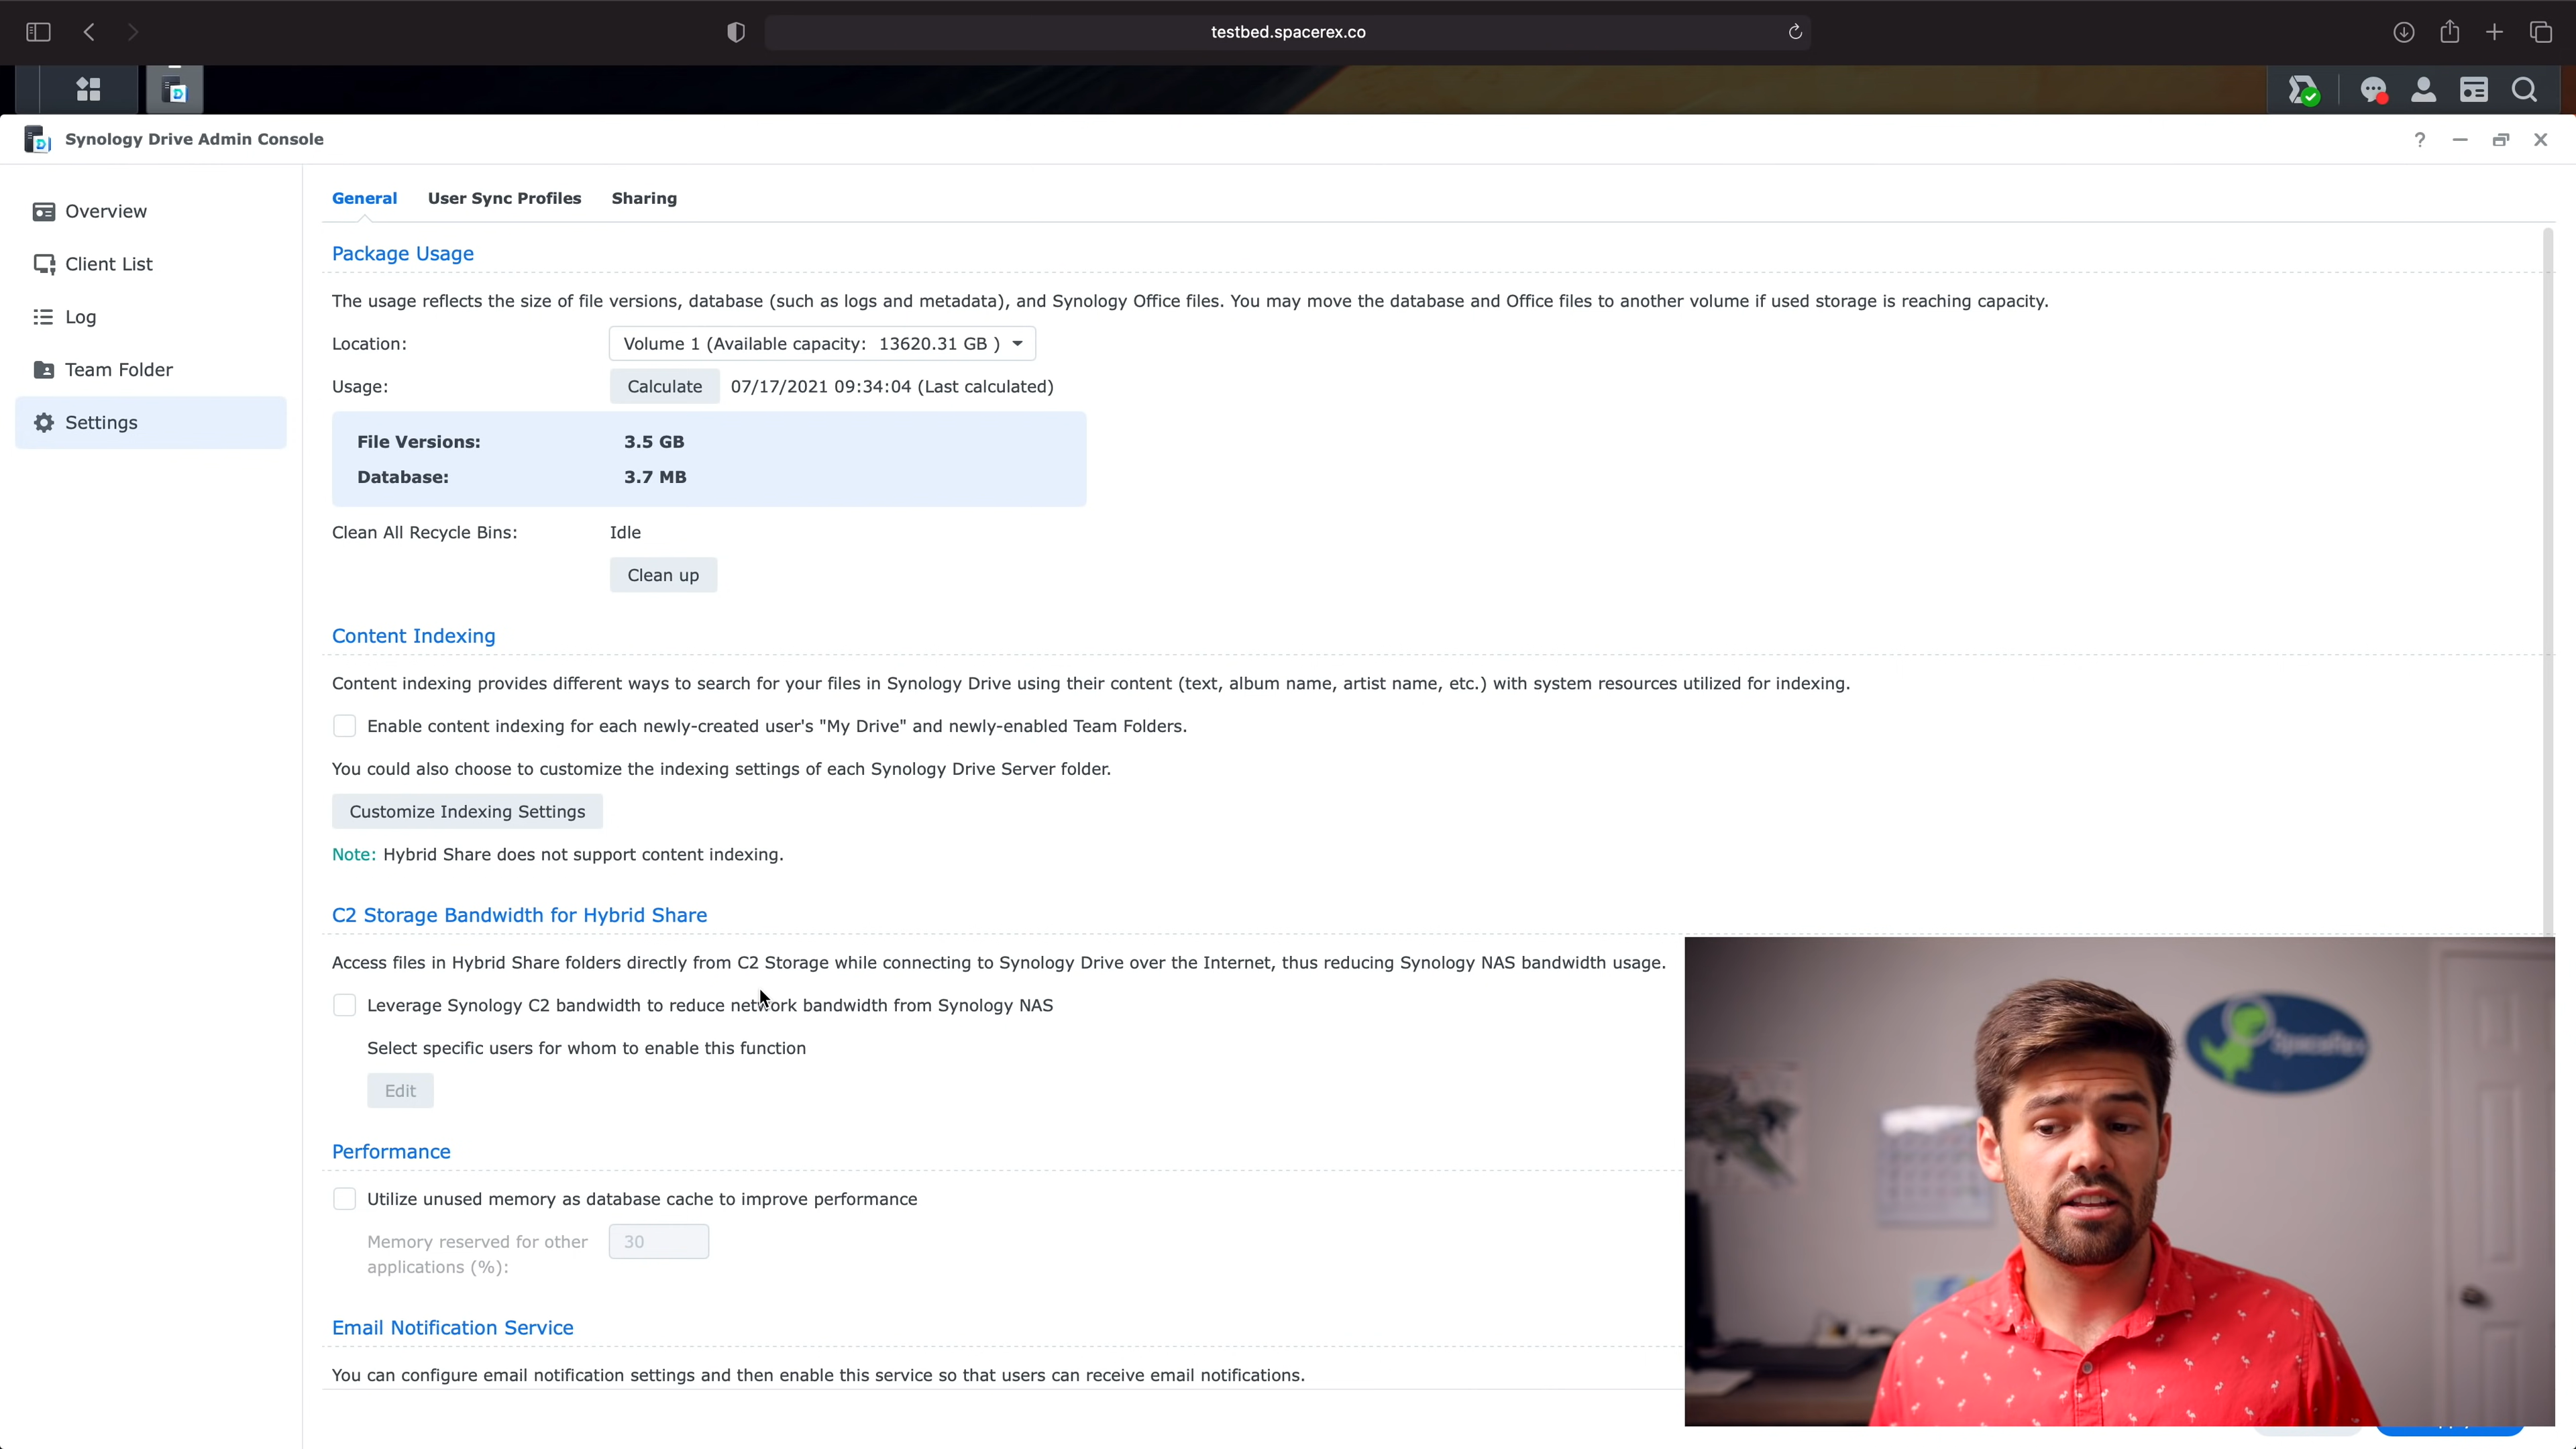 testbed.spacerex.co
Synology Drive Admin Console
Overview
Client List
Log
Team Folder
Settings
General User Sync Profiles Sharing
Package Usage
The usage reflects the size of file versions, database (such as logs and metadata), and Synology Office files. You may move the database and Office files to another volume if used storage is reaching capacity.
Location: Volume 1 (Available capacity: 13620.31 GB )
Usage: Calculate 07/17/2021 09:34:04 (Last calculated)
File Versions: 3.5 GB
Database: 3.7 MB
Clean All Recycle Bins: Idle
Clean up
Content Indexing
Content indexing provides different ways to search for your files in Synology Drive using their content (text, album name, artist name, etc.) with system resources utilized for indexing.
Enable content indexing for each newly-created user's "My Drive" and newly-enabled Team Folders.
You could also choose to customize the indexing settings of each Synology Drive Server folder.
Customize Indexing Settings
Note: Hybrid Share does not support content indexing.
C2 Storage Bandwidth for Hybrid Share
Access files in Hybrid Share folders directly from C2 Storage while connecting to Synology Drive over the Internet, thus reducing Synology NAS bandwidth usage.
Leverage Synology C2 bandwidth to reduce network bandwidth from Synology NAS
Select specific users for whom to enable this function
Edit
Performance
Utilize unused memory as database cache to improve performance
Memory reserved for other 30
applications (%):
Email Notification Service
You can configure email notification settings and then enable this service so that users can receive email notifications.
SpaceRex